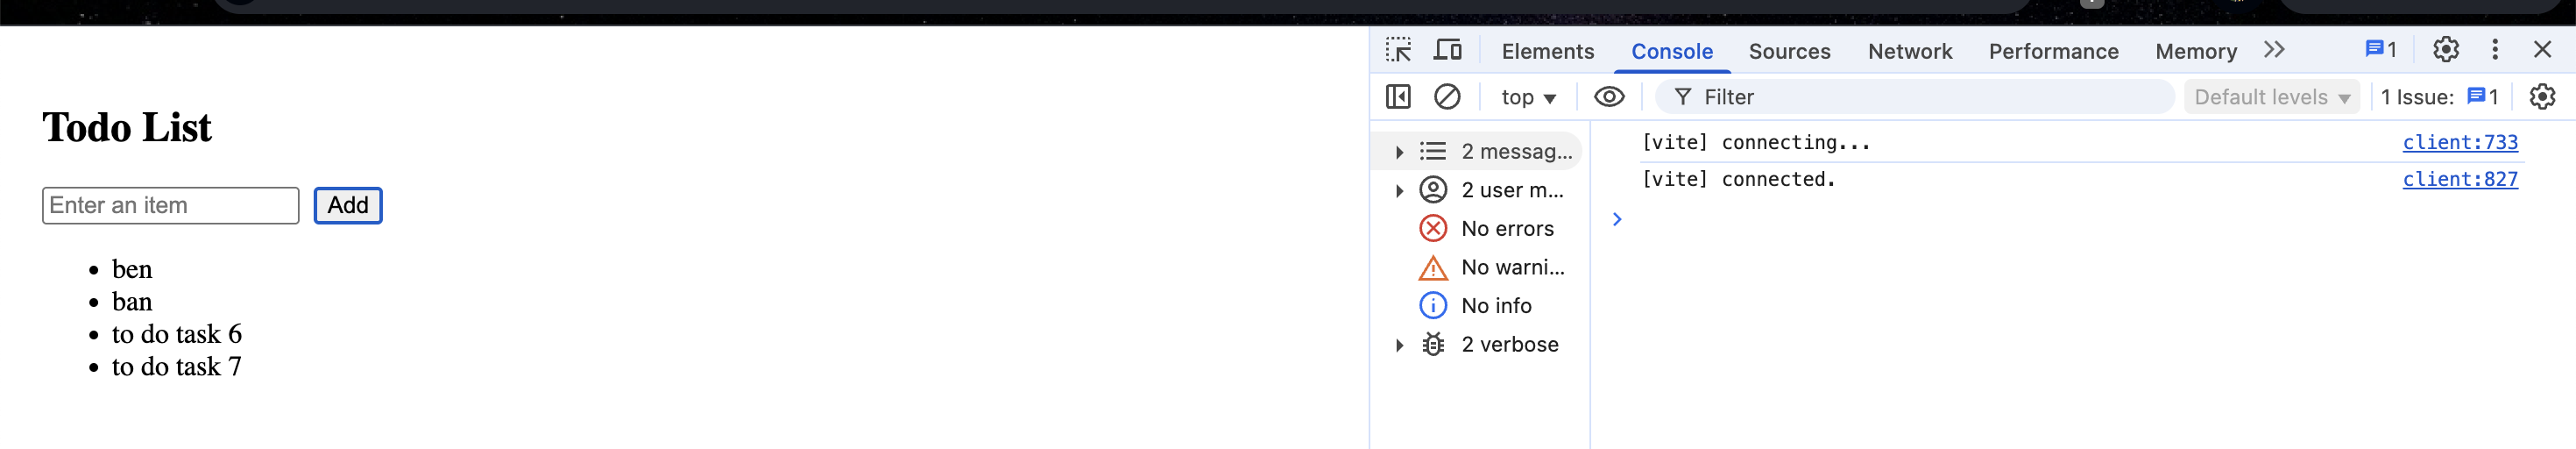 Todo List
Enter an item
Add
ben
ban
to do task 6
to do task 7
Elements Console Sources Network Performance Memory 1
top Filter Default levels 1 Issue: 1
2 messag...
2 user m...
No errors
No warni...
No info
2 verbose
[vite] connecting... client:733
[vite] connected. client:827